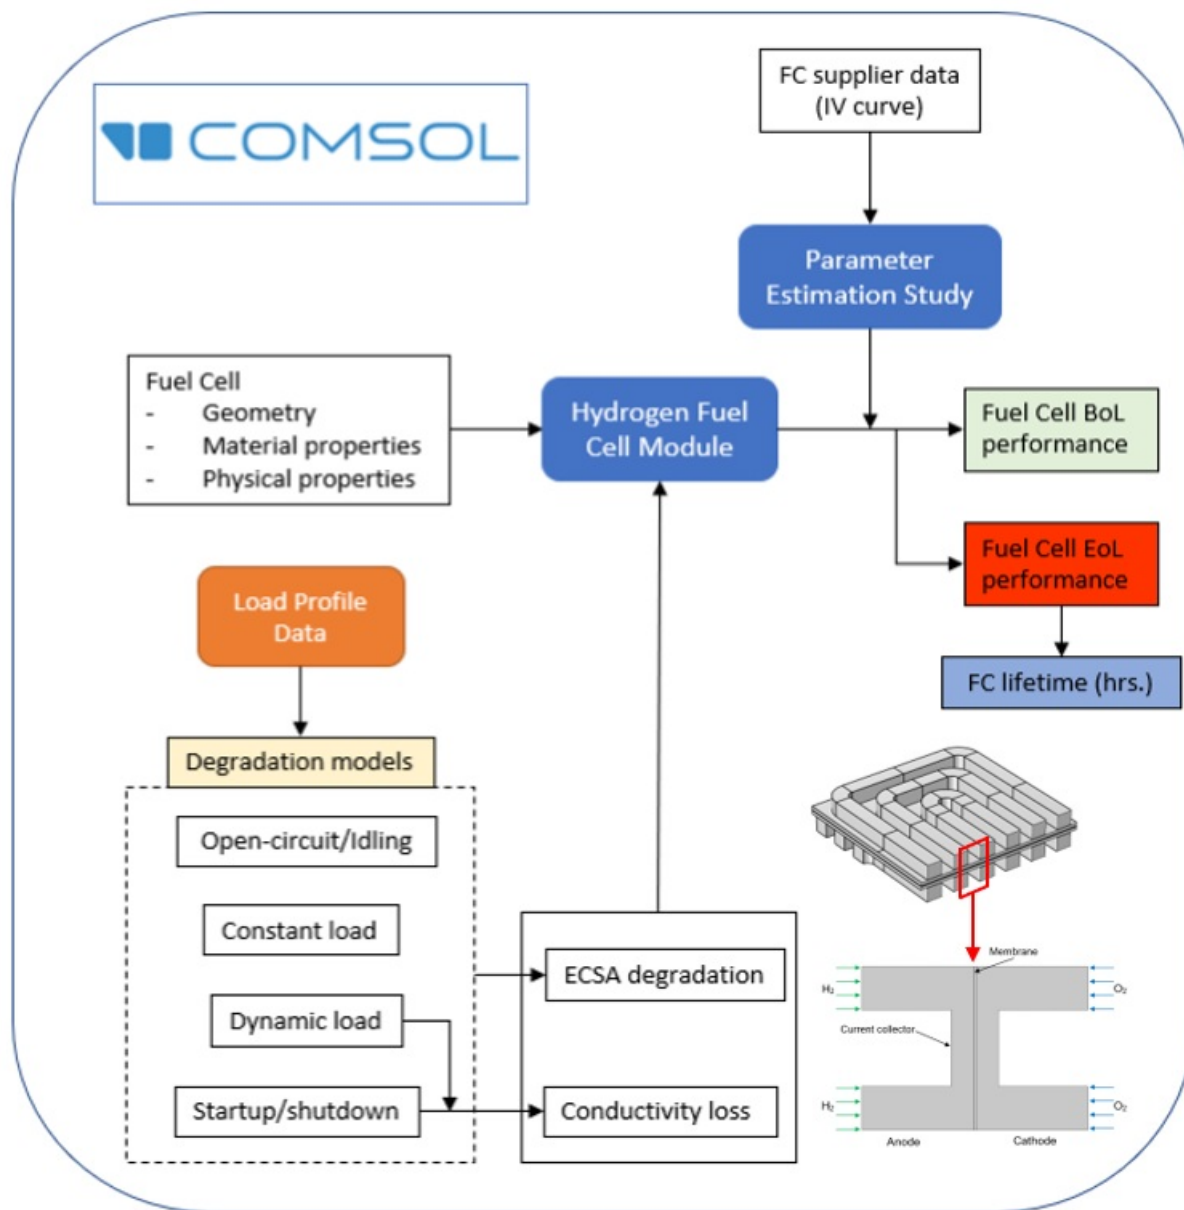 COMSOL
FC supplier data
(IV curve)
Parameter
Estimation Study
Fuel Cell
- Geometry
- Material properties
- Physical properties
Hydrogen Fuel
Cell Module
Fuel Cell BoL
performance
Fuel Cell EoL
performance
FC lifetime (hrs.)
Load Profile
Data
Degradation models
Open-circuit/Idling
Constant load
Dynamic load
Startup/shutdown
ECSA degradation
Conductivity loss
Membrane
H₂
O₂
Current collector
H₂
O₂
Anode
Cathode